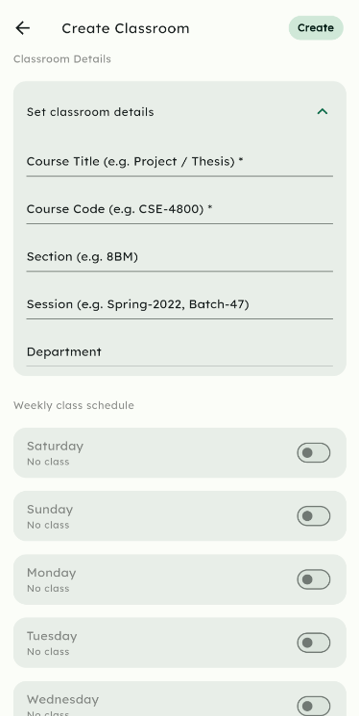 Create Classroom
Create
Classroom Details
Set classroom details
Course Title (e.g. Project / Thesis) *
Course Code (e.g. CSE-4800) *
Section (e.g. 8BM)
Session (e.g. Spring-2022, Batch-47)
Department
Weekly class schedule
Saturday
No class
Sunday
No class
Monday
No class
Tuesday
No class
Wednesday
No class